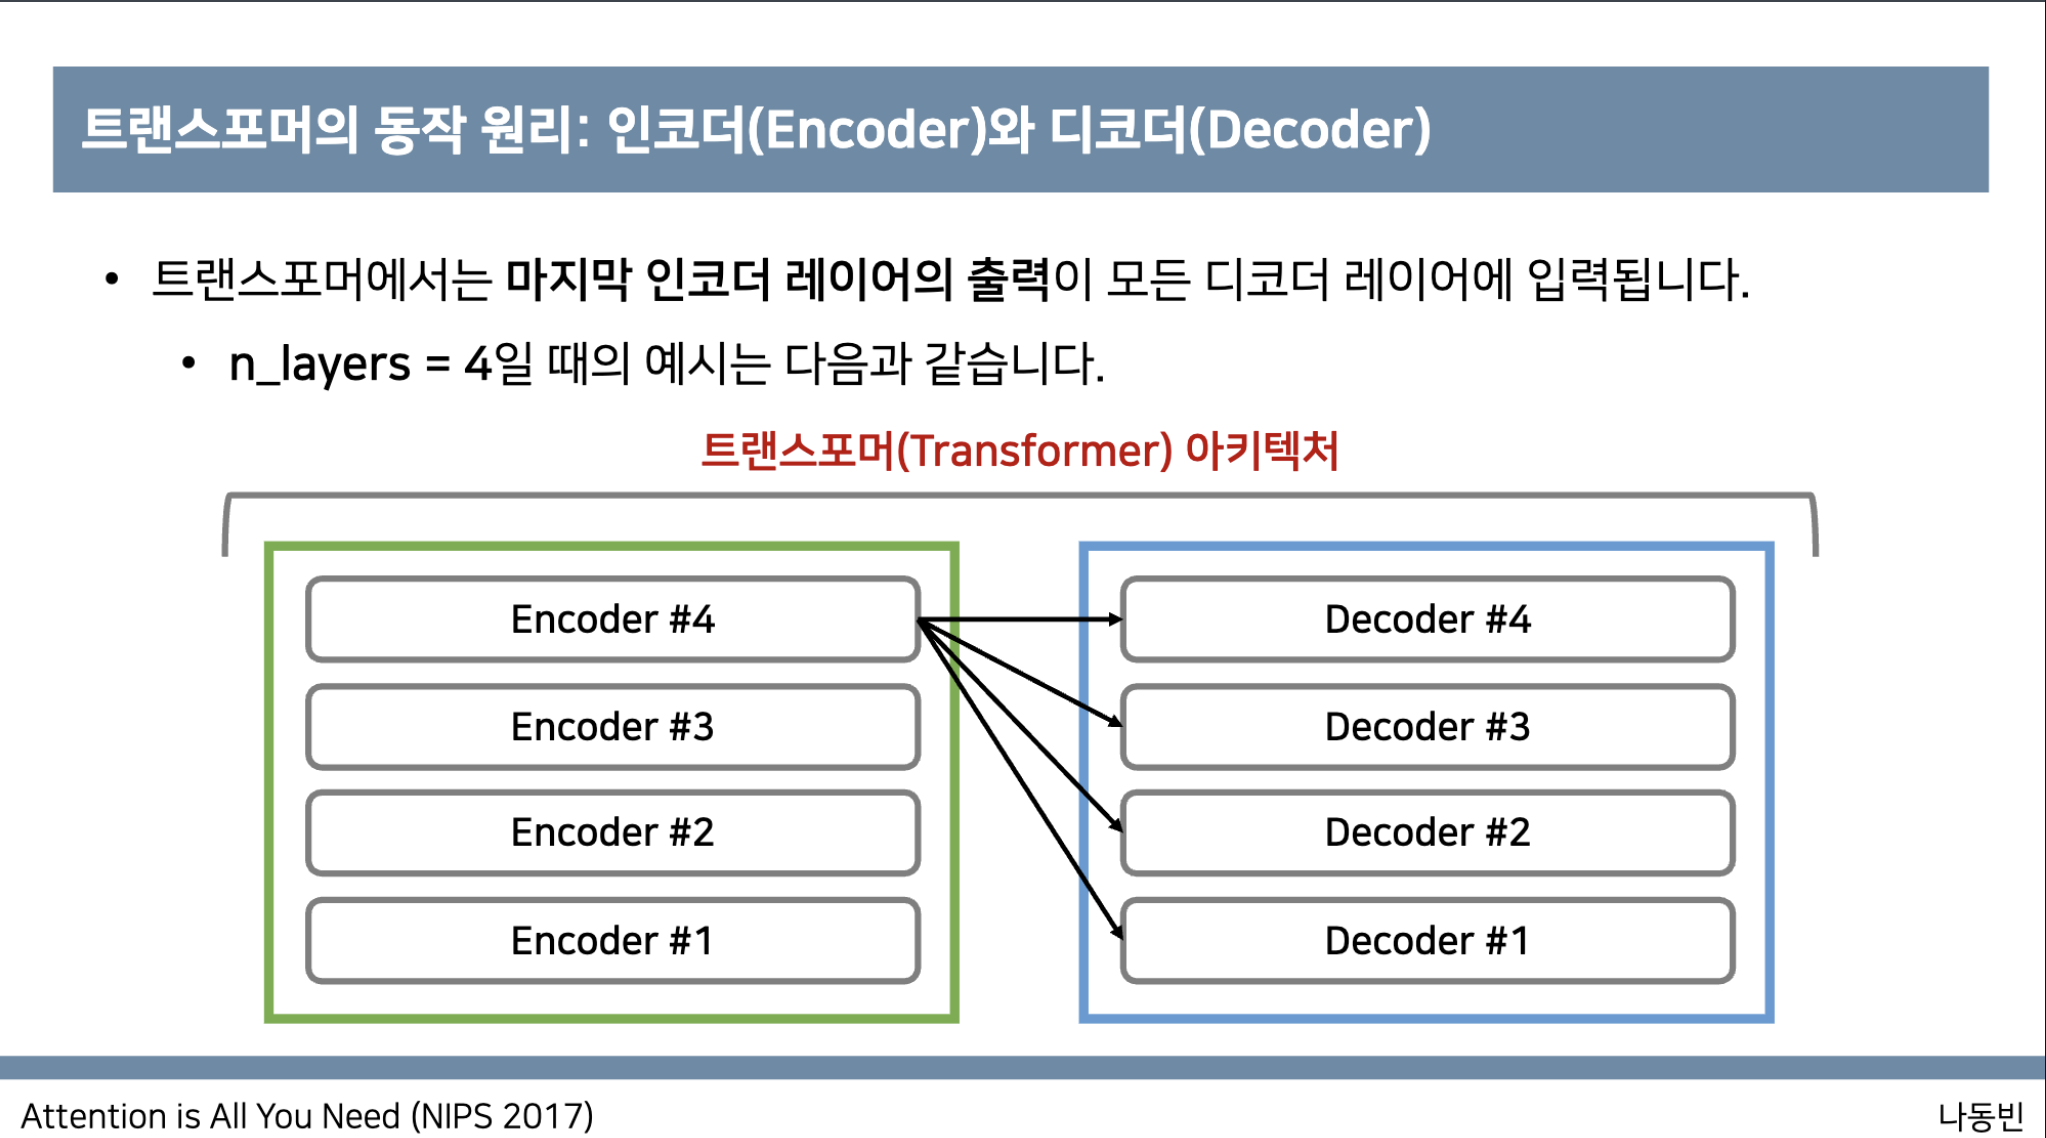 트랜스포머의 동작 원리: 인코더(Encoder)와 디코더(Decoder)
• 트랜스포머에서는 마지막 인코더 레이어의 출력이 모든 디코더 레이어에 입력됩니다.
• n_layers = 4일 때의 예시는 다음과 같습니다.
트랜스포머(Transformer) 아키텍처
Encoder #4
Encoder #3
Encoder #2
Encoder #1
Decoder #4
Decoder #3
Decoder #2
Decoder #1
Attention is All You Need (NIPS 2017)
나동빈